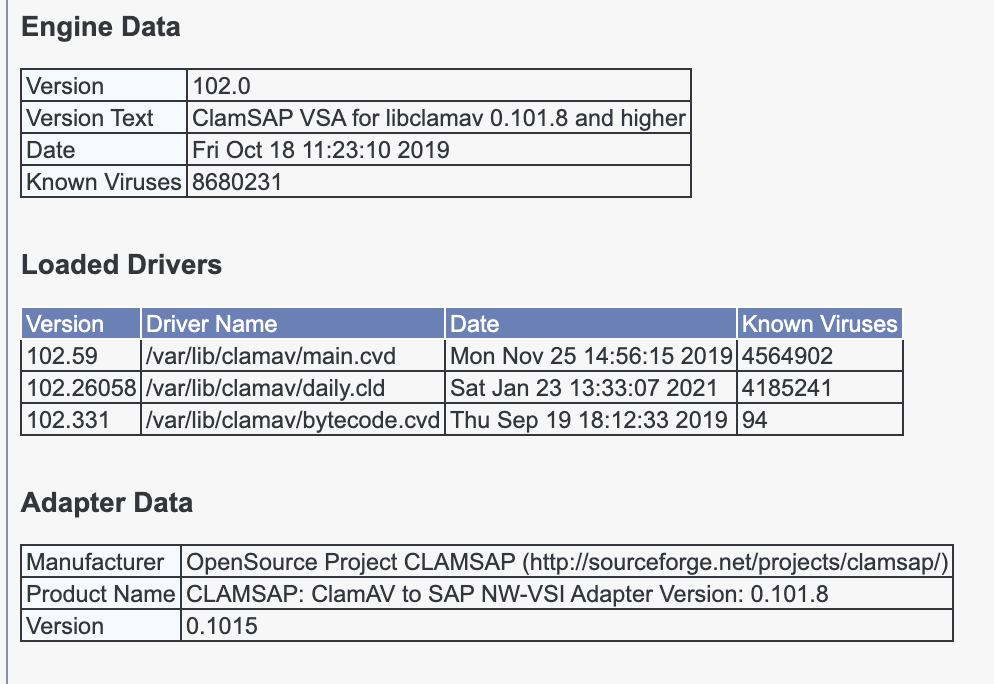 Engine Data
Version 102.0
Version Text ClamSAP VSA for libclamav 0.101.8 and higher
Date Fri Oct 18 11:23:10 2019
Known Viruses 8680231
Loaded Drivers
Version Driver Name Date Known Viruses
102.59 /var/lib/clamav/main.cvd Mon Nov 25 14:56:15 2019 4564902
102.26058 /var/lib/clamav/daily.cld Sat Jan 23 13:33:07 2021 4185241
102.331 /var/lib/clamav/bytecode.cvd Thu Sep 19 18:12:33 2019 94
Adapter Data
Manufacturer OpenSource Project CLAMSAP (http://sourceforge.net/projects/clamsap/)
Product Name CLAMSAP: ClamAV to SAP NW-VSI Adapter Version: 0.101.8
Version 0.1015